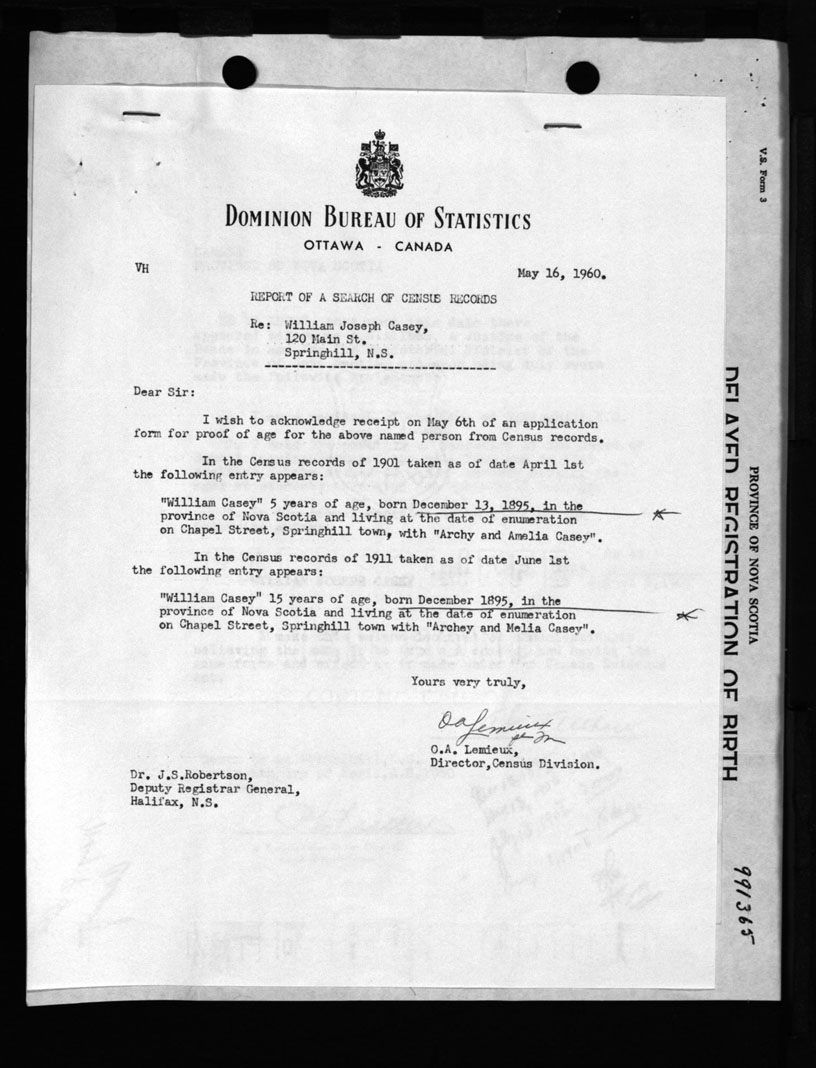 DOMINION BUREAU OF STATISTICS
OTTAWA - CANADA
VH
May 16, 1960.
REPORT OF A SEARCH OF CENSUS RECORDS
Re: William Joseph Casey,
120 Main St.
Springhill, N.S.
Dear Sir:
I wish to acknowledge receipt on May 6th of an application
form for proof of age for the above named person from Census records.
In the Census records of 1901 taken as of date April 1st
the following entry appears:
"William Casey" 5 years of age, born December 13, 1895, in the
province of Nova Scotia and living at the date of enumeration
on Chapel Street, Springhill town, with "Archy and Amelia Casey".
In the Census records of 1911 taken as of date June 1st
the following entry appears:
"William Casey" 15 years of age, born December 1895, in the
province of Nova Scotia and living at the date of enumeration
on Chapel Street, Springhill town with "Archey and Melia Casey".
Yours very truly,
OA Lemieux
O.A. Lemieux,
Director,Census Division.
Dr. J.S.Robertson,
Deputy Registrar General,
Halifax, N.S.
V.S. Form 3
PROVINCE OF NOVA SCOTIA
DELAYED REGISTRATION OF BIRTH
991365